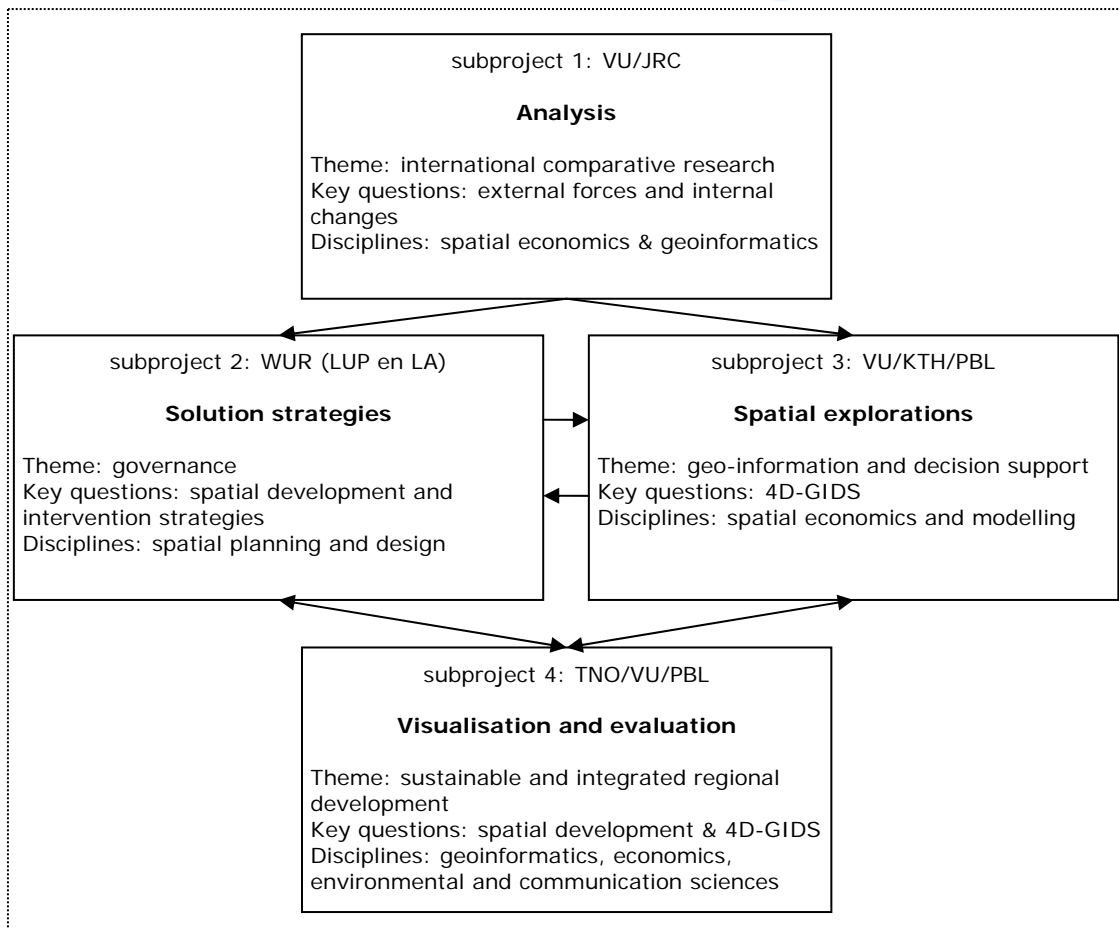 subproject 1: VU/JRC
Analysis
Theme: international comparative research
Key questions: external forces and internal
changes
Disciplines: spatial economics & geoinformatics
subproject 2: WUR (LUP en LA)
Solution strategies
Theme: governance
Key questions: spatial development and
intervention strategies
Disciplines: spatial planning and design
subproject 3: VU/KTH/PBL
Spatial explorations
Theme: geo-information and decision support
Key questions: 4D-GIDS
Disciplines: spatial economics and modelling
subproject 4: TNO/VU/PBL
Visualisation and evaluation
Theme: sustainable and integrated regional
development
Key questions: spatial development & 4D-GIDS
Disciplines: geoinformatics, economics,
environmental and communication sciences